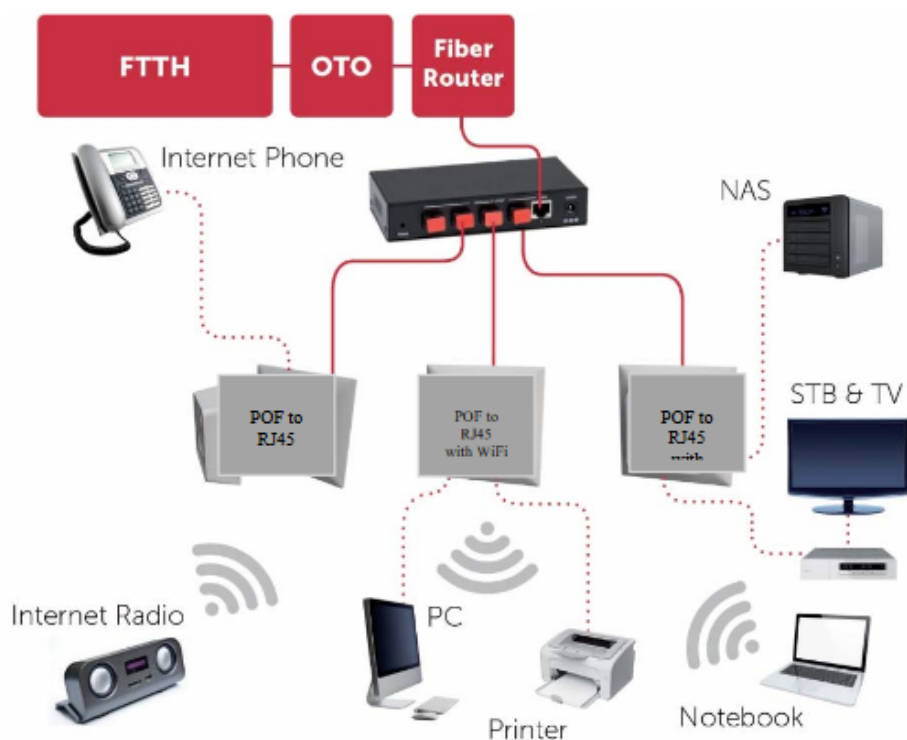 FTTH
OTO
Fiber
Router
Internet Phone
NAS
POF to
RJ45
POF to
RJ45
with WiFi
POF to
RJ45
with
STB & TV
Internet Radio
PC
Printer
Notebook